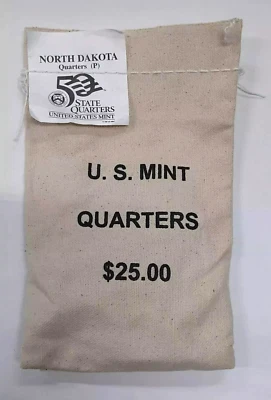 NORTH DAKOTA
Quarters (P)
50
STATE
QUARTERS
UNITED STATES MINT
U. S. MINT
QUARTERS
$25.00